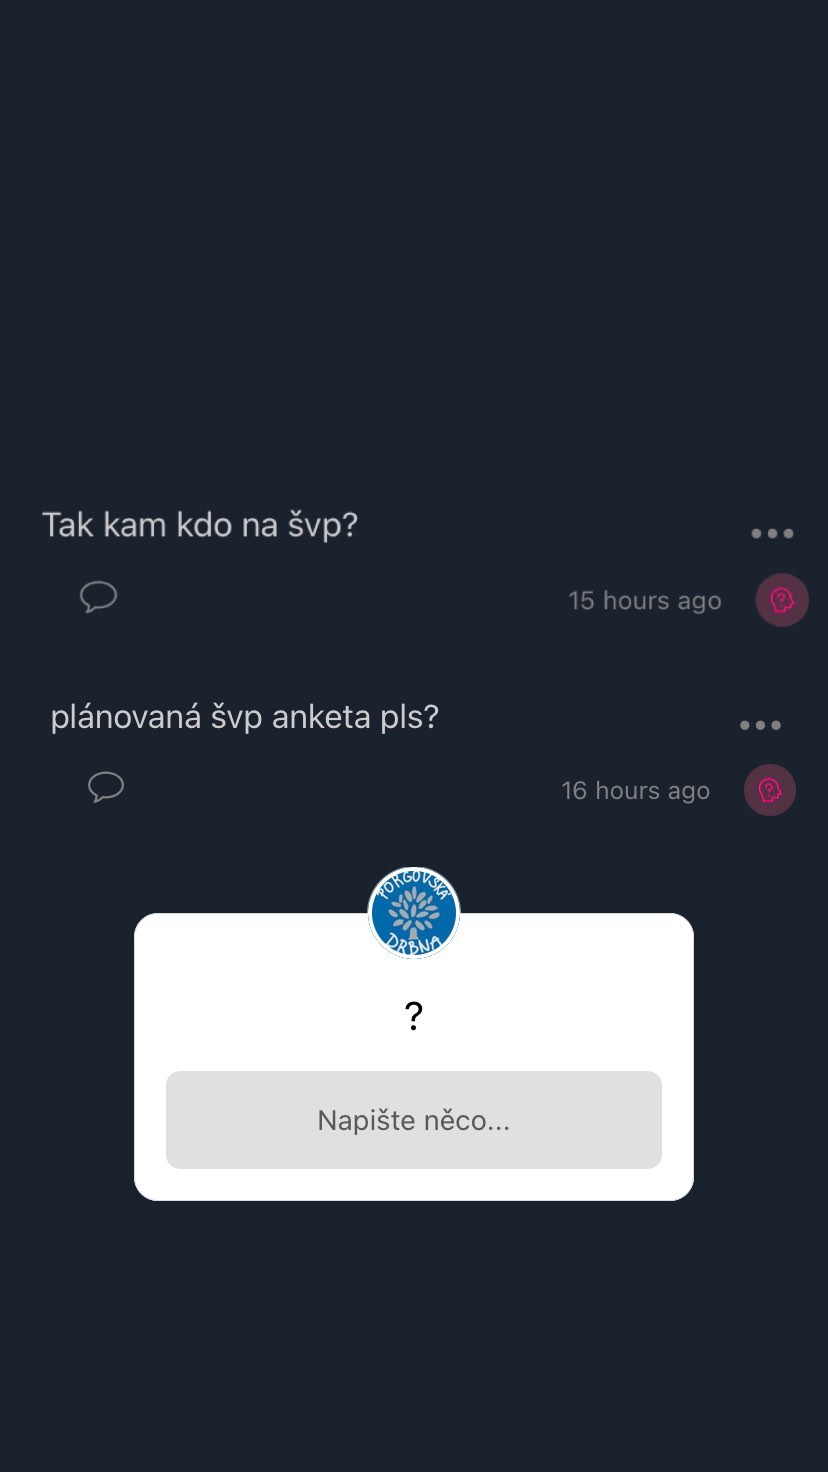 Tak kam kdo na švp?
15 hours ago
plánovaná švp anketa pls?
16 hours ago
PORGOVSKÁ
DRBNA
?
Napište něco...